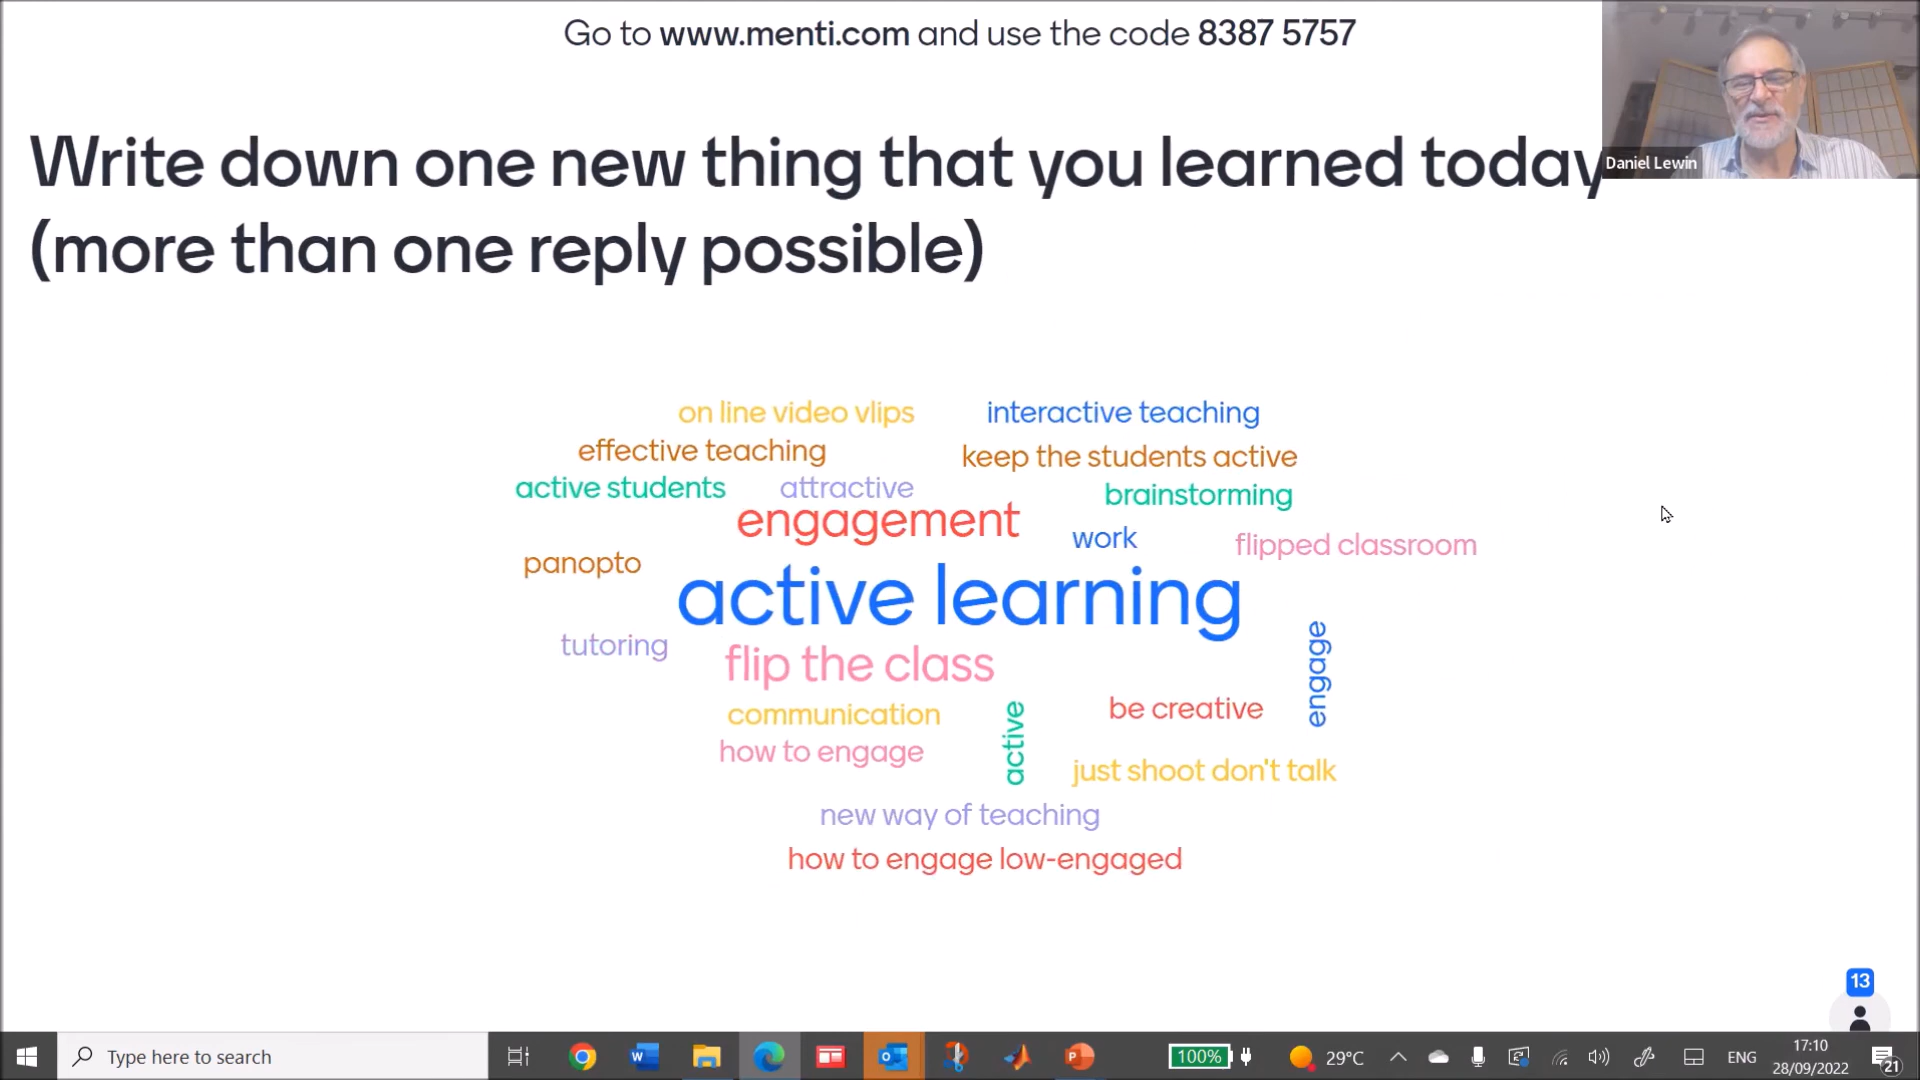 Go to www.menti.com and use the code 8387 5757
Daniel Lewin
Write down one new thing that you learned today
(more than one reply possible)
on line video vlips
interactive teaching
effective teaching
keep the students active
active students
attractive
brainstorming
engagement
work
flipped classroom
panopto
active learning
tutoring
flip the class
engage
communication
active
be creative
how to engage
just shoot don't talk
new way of teaching
how to engage low-engaged
13
Type here to search
100%
29°C
ENG
17:10
28/09/2022
21